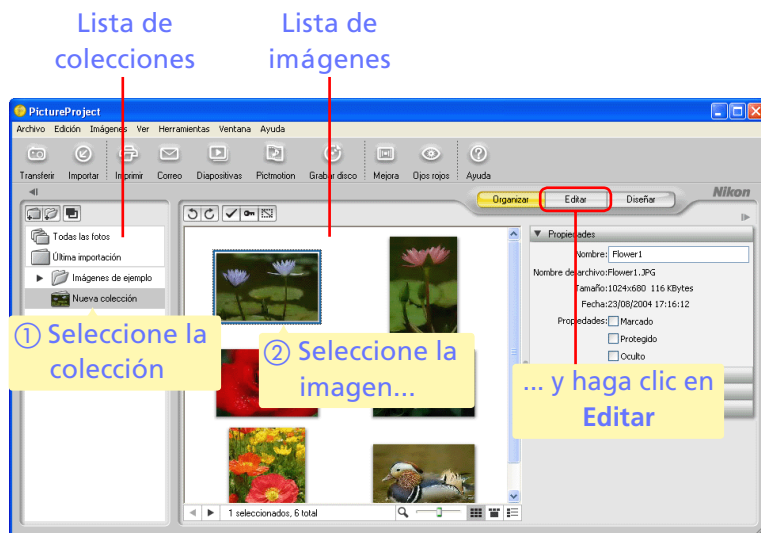 Lista de
colecciones
Lista de
imágenes
PictureProject
Archivo Edición Imágenes Ver Herramientas Ventana Ayuda
Transferir Importar Imprimir Correo Diapositivas Pictmotion Grabar disco Mejora Ojos rojos Ayuda
Organizar Editar Diseñar
Nikon
Todas las fotos
Última importación
Imágenes de ejemplo
Nueva colección
① Seleccione la
colección
② Seleccione la
imagen...
Propiedades
Nombre: Flower1
Nombre de archivo:Flower1.JPG
Tamaño:1024x680 116 KBytes
Fecha:23/08/2004 17:16:12
Propiedades: Marcado
Protegido
Oculto
... y haga clic en
Editar
1 seleccionados, 6 total